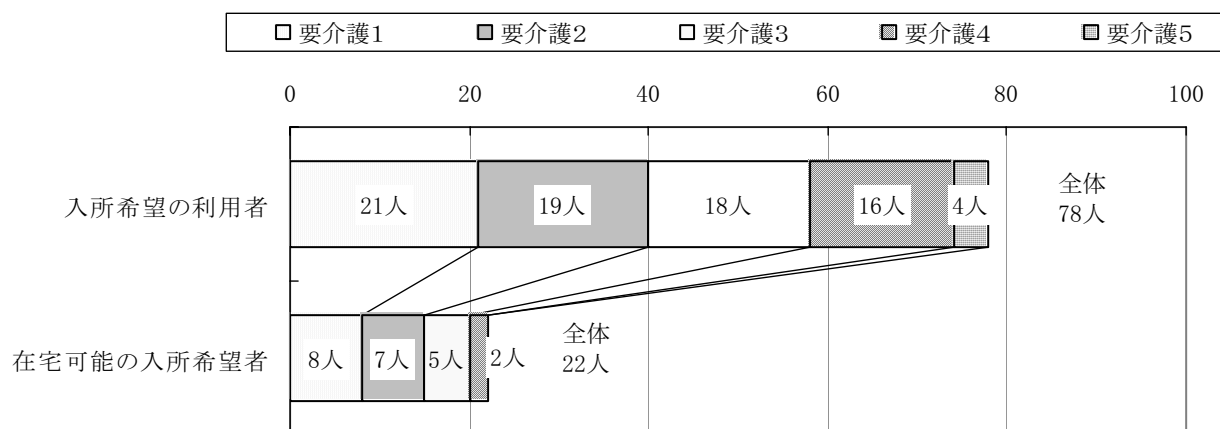 要介護1 要介護2 要介護3 要介護4 要介護5
0 20 40 60 80 100
入所希望の利用者 21人 19人 18人 16人 4人 全体
78人
在宅可能の入所希望者 8人 7人 5人 2人 全体
22人